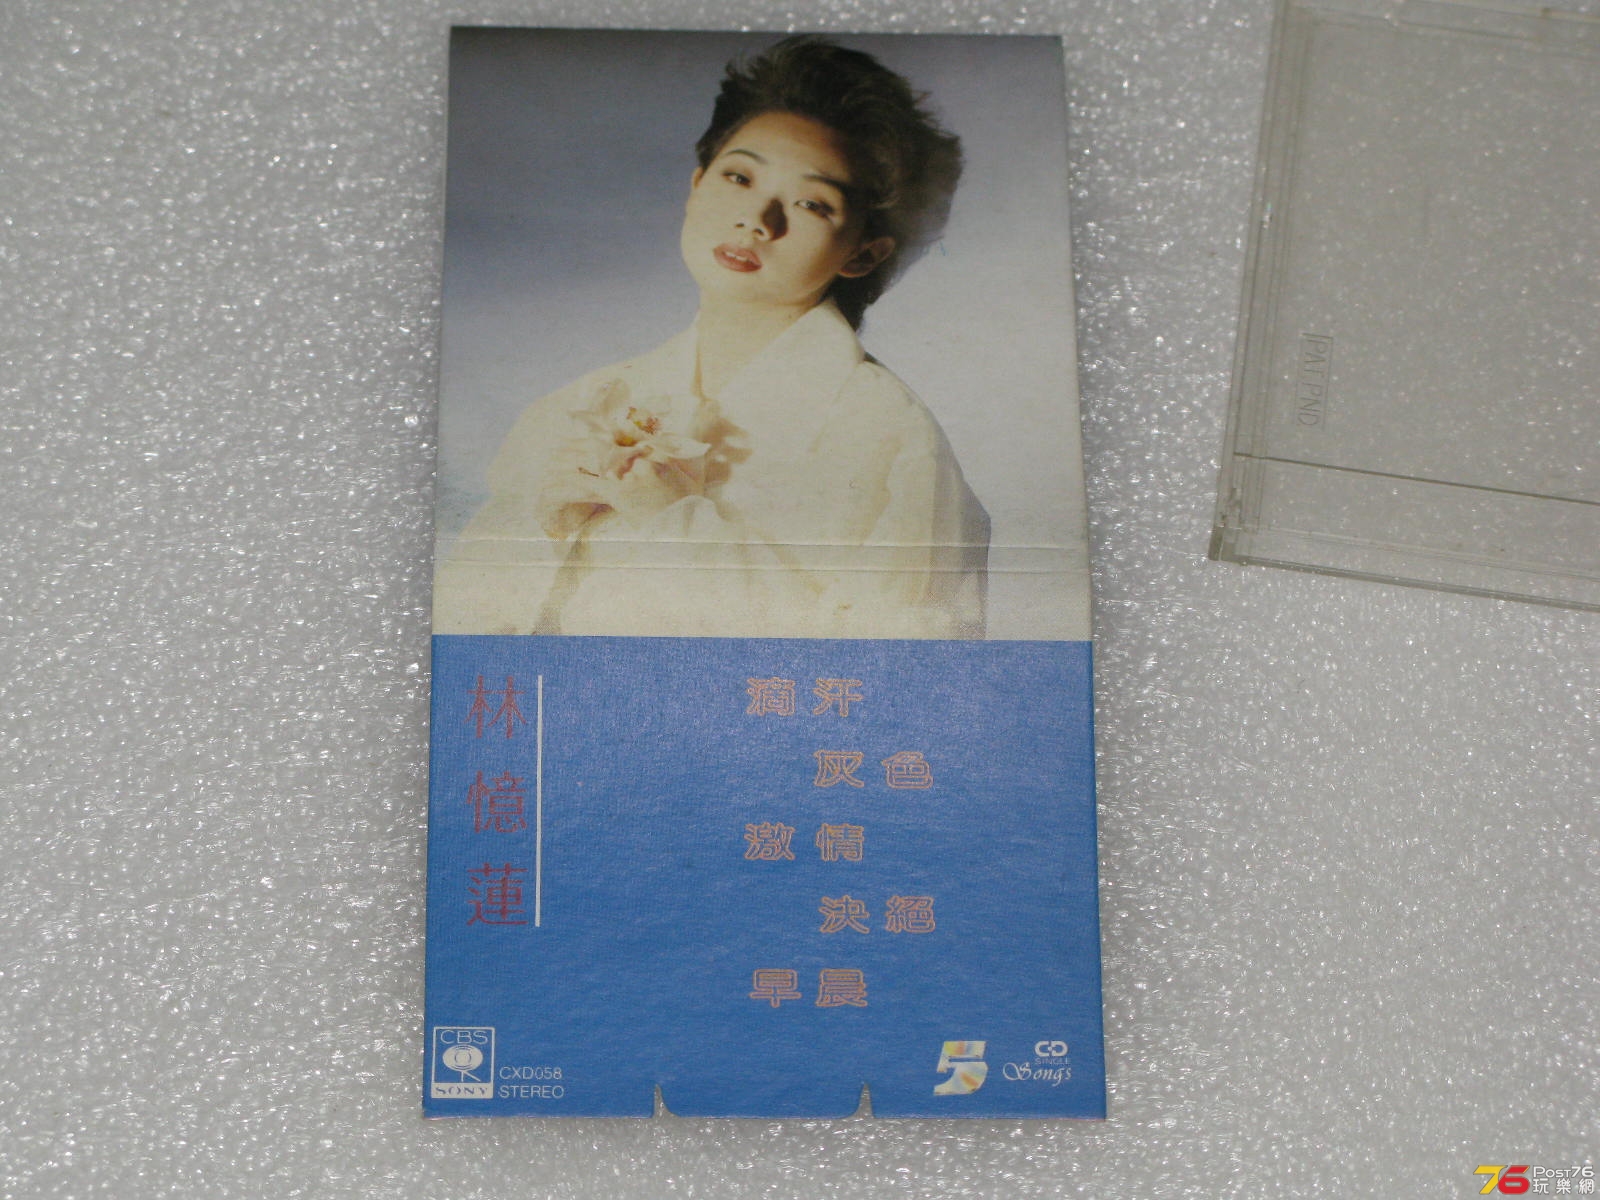 PAT PND
林憶蓮
滴汗
灰色
激情
決絕
早晨
CBS
SONY
CXD058
STEREO
5
CD
SINGLE
Songs
76 POST76
玩樂網